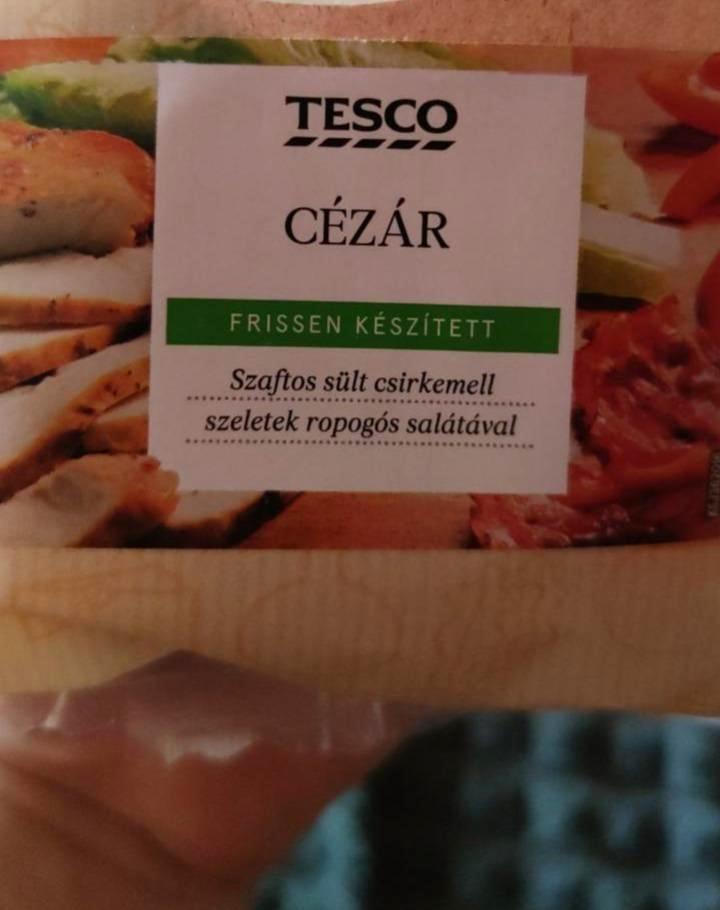 TESCO
CÉZÁR
FRISSEN KÉSZÍTETT
Szaftos sült csirkemell
szeletek ropogós salátával